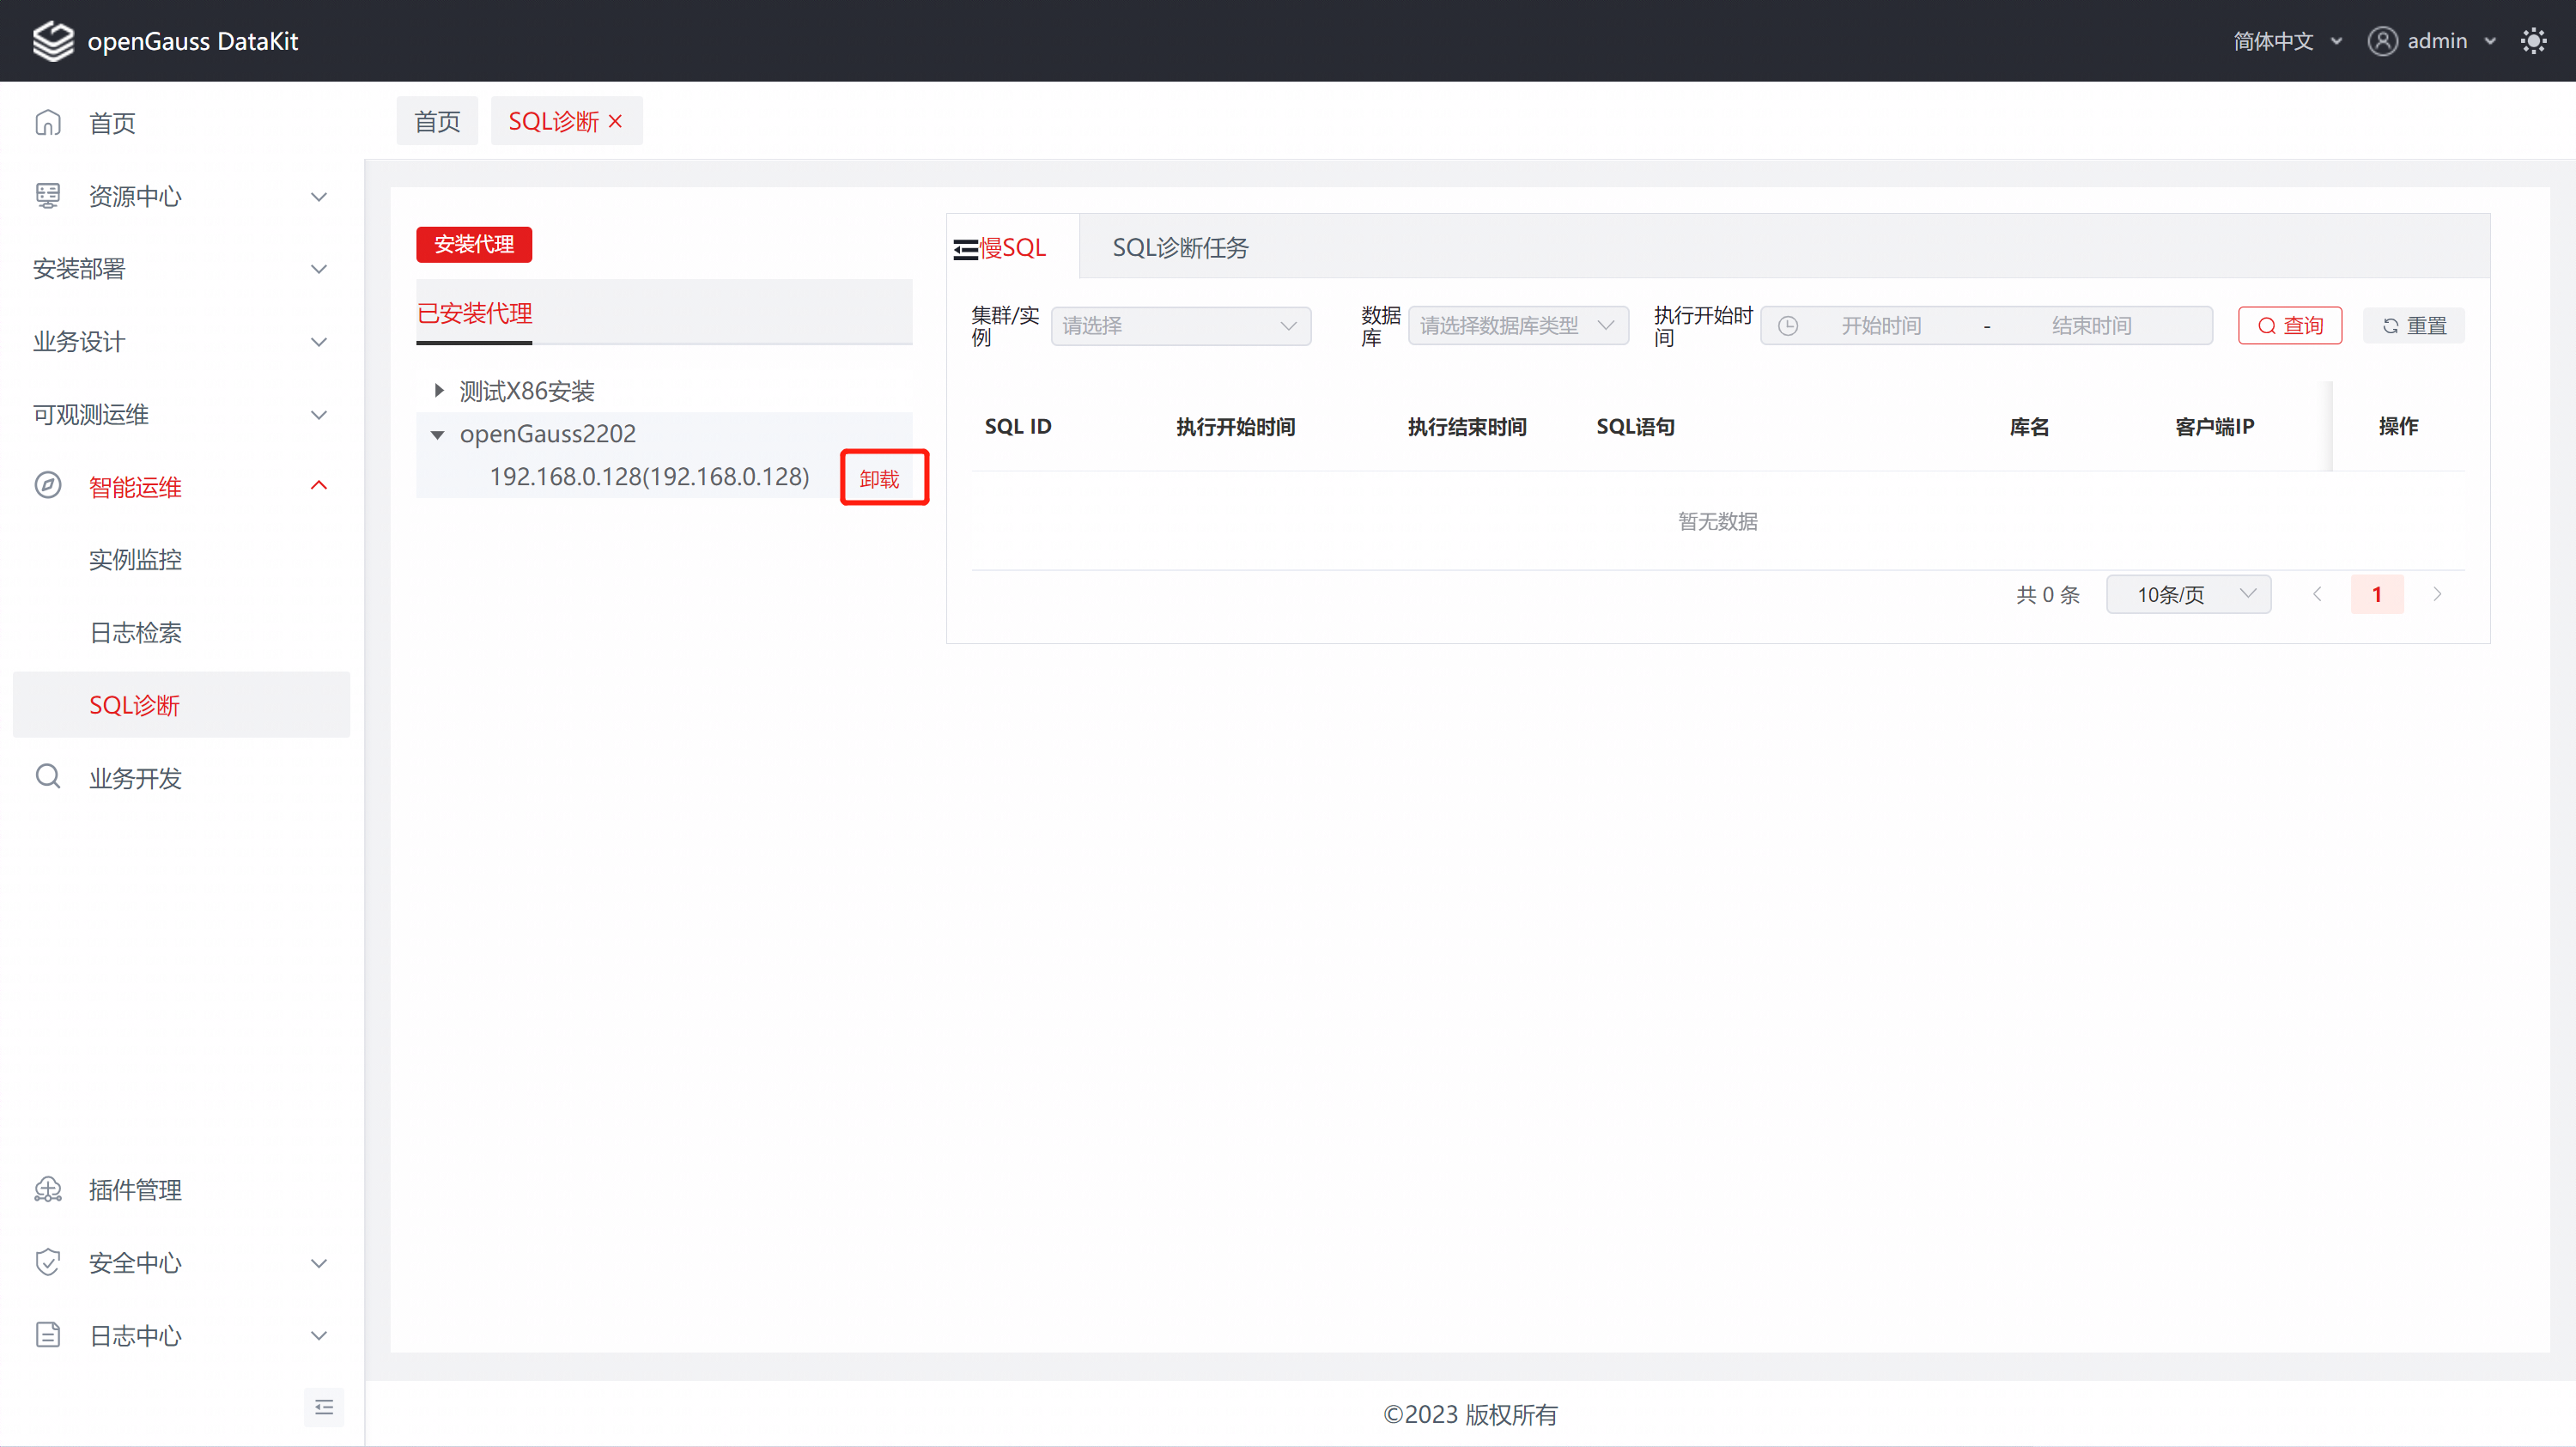 openGauss DataKit
简体中文
admin
首页
资源中心
安装部署
业务设计
可观测运维
智能运维
实例监控
日志检索
SQL诊断
业务开发
插件管理
安全中心
日志中心
首页
SQL诊断
安装代理
已安装代理
测试X86安装
openGauss2202
192.168.0.128(192.168.0.128)
卸载
慢SQL
SQL诊断任务
集群/实
例
请选择
数据
库
请选择数据库类型
执行开始时
间
开始时间 - 结束时间
查询
重置
SQL ID 执行开始时间 执行结束时间 SQL语句 库名 客户端IP 操作
暂无数据
共 0 条
10条/页
1
©2023 版权所有